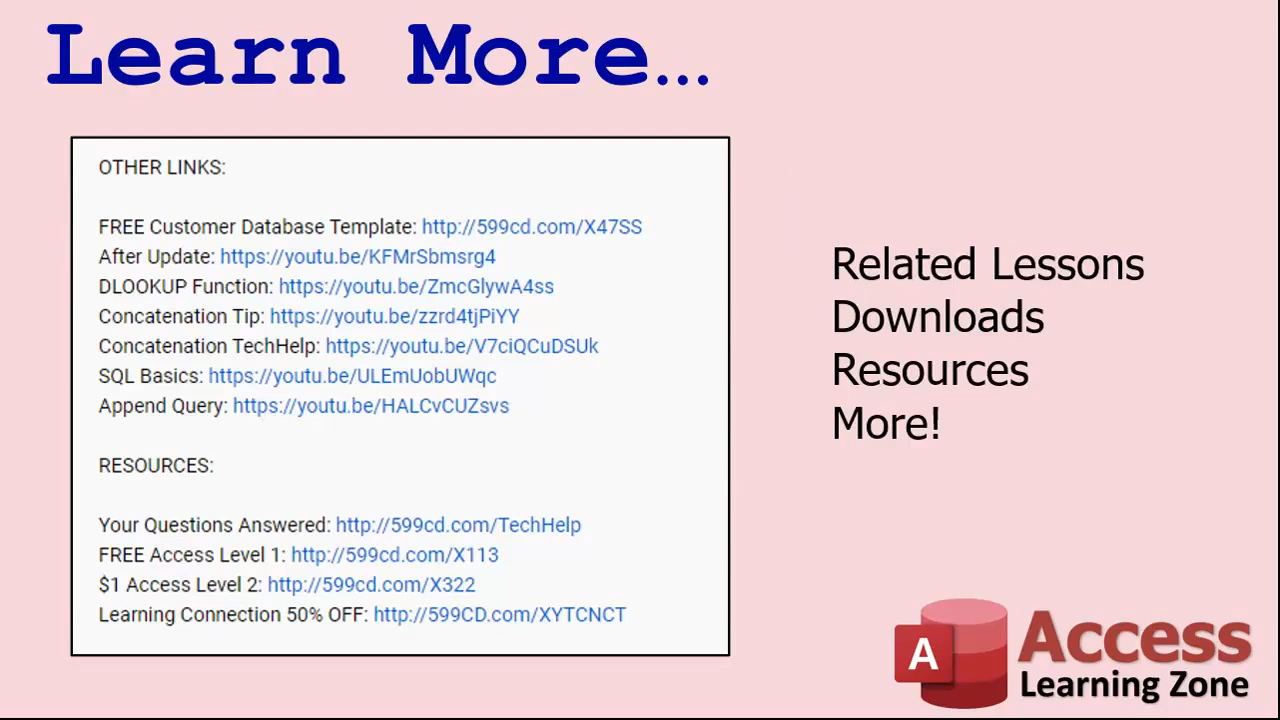 Learn More...
OTHER LINKS:
FREE Customer Database Template: http://599cd.com/X47SS
After Update: https://youtu.be/KFMrSbmsrg4
DLOOKUP Function: https://youtu.be/ZmcGlywA4ss
Concatenation Tip: https://youtu.be/zzrd4tjPiYY
Concatenation TechHelp: https://youtu.be/V7ciQCuDSUk
SQL Basics: https://youtu.be/ULEmUobUWqc
Append Query: https://youtu.be/HALCvCUZsvs
RESOURCES:
Your Questions Answered: http://599cd.com/TechHelp
FREE Access Level 1: http://599cd.com/X113
$1 Access Level 2: http://599cd.com/X322
Learning Connection 50% OFF: http://599CD.com/XYTCNCT
Related Lessons
Downloads
Resources
More!
A
Access
Learning Zone